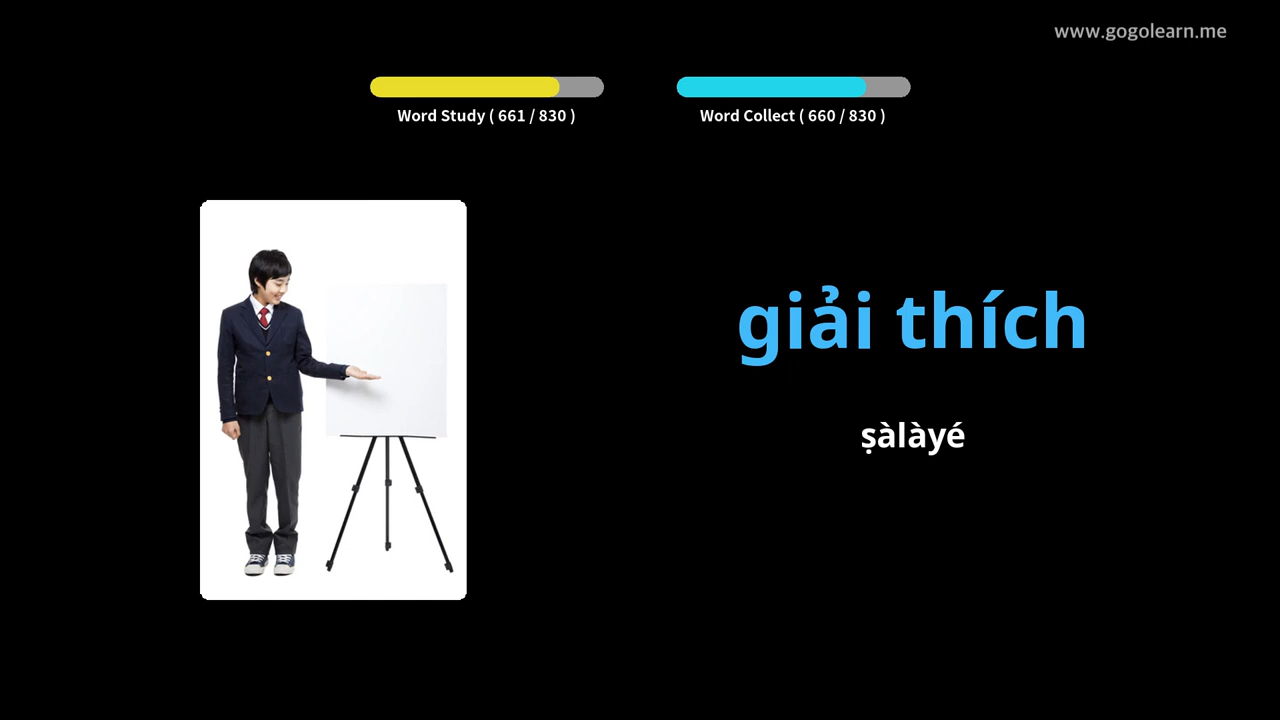 www.gogolearn.me
Word Study ( 661 / 830 )
Word Collect ( 660 / 830 )
giải thích
ṣàlàyé